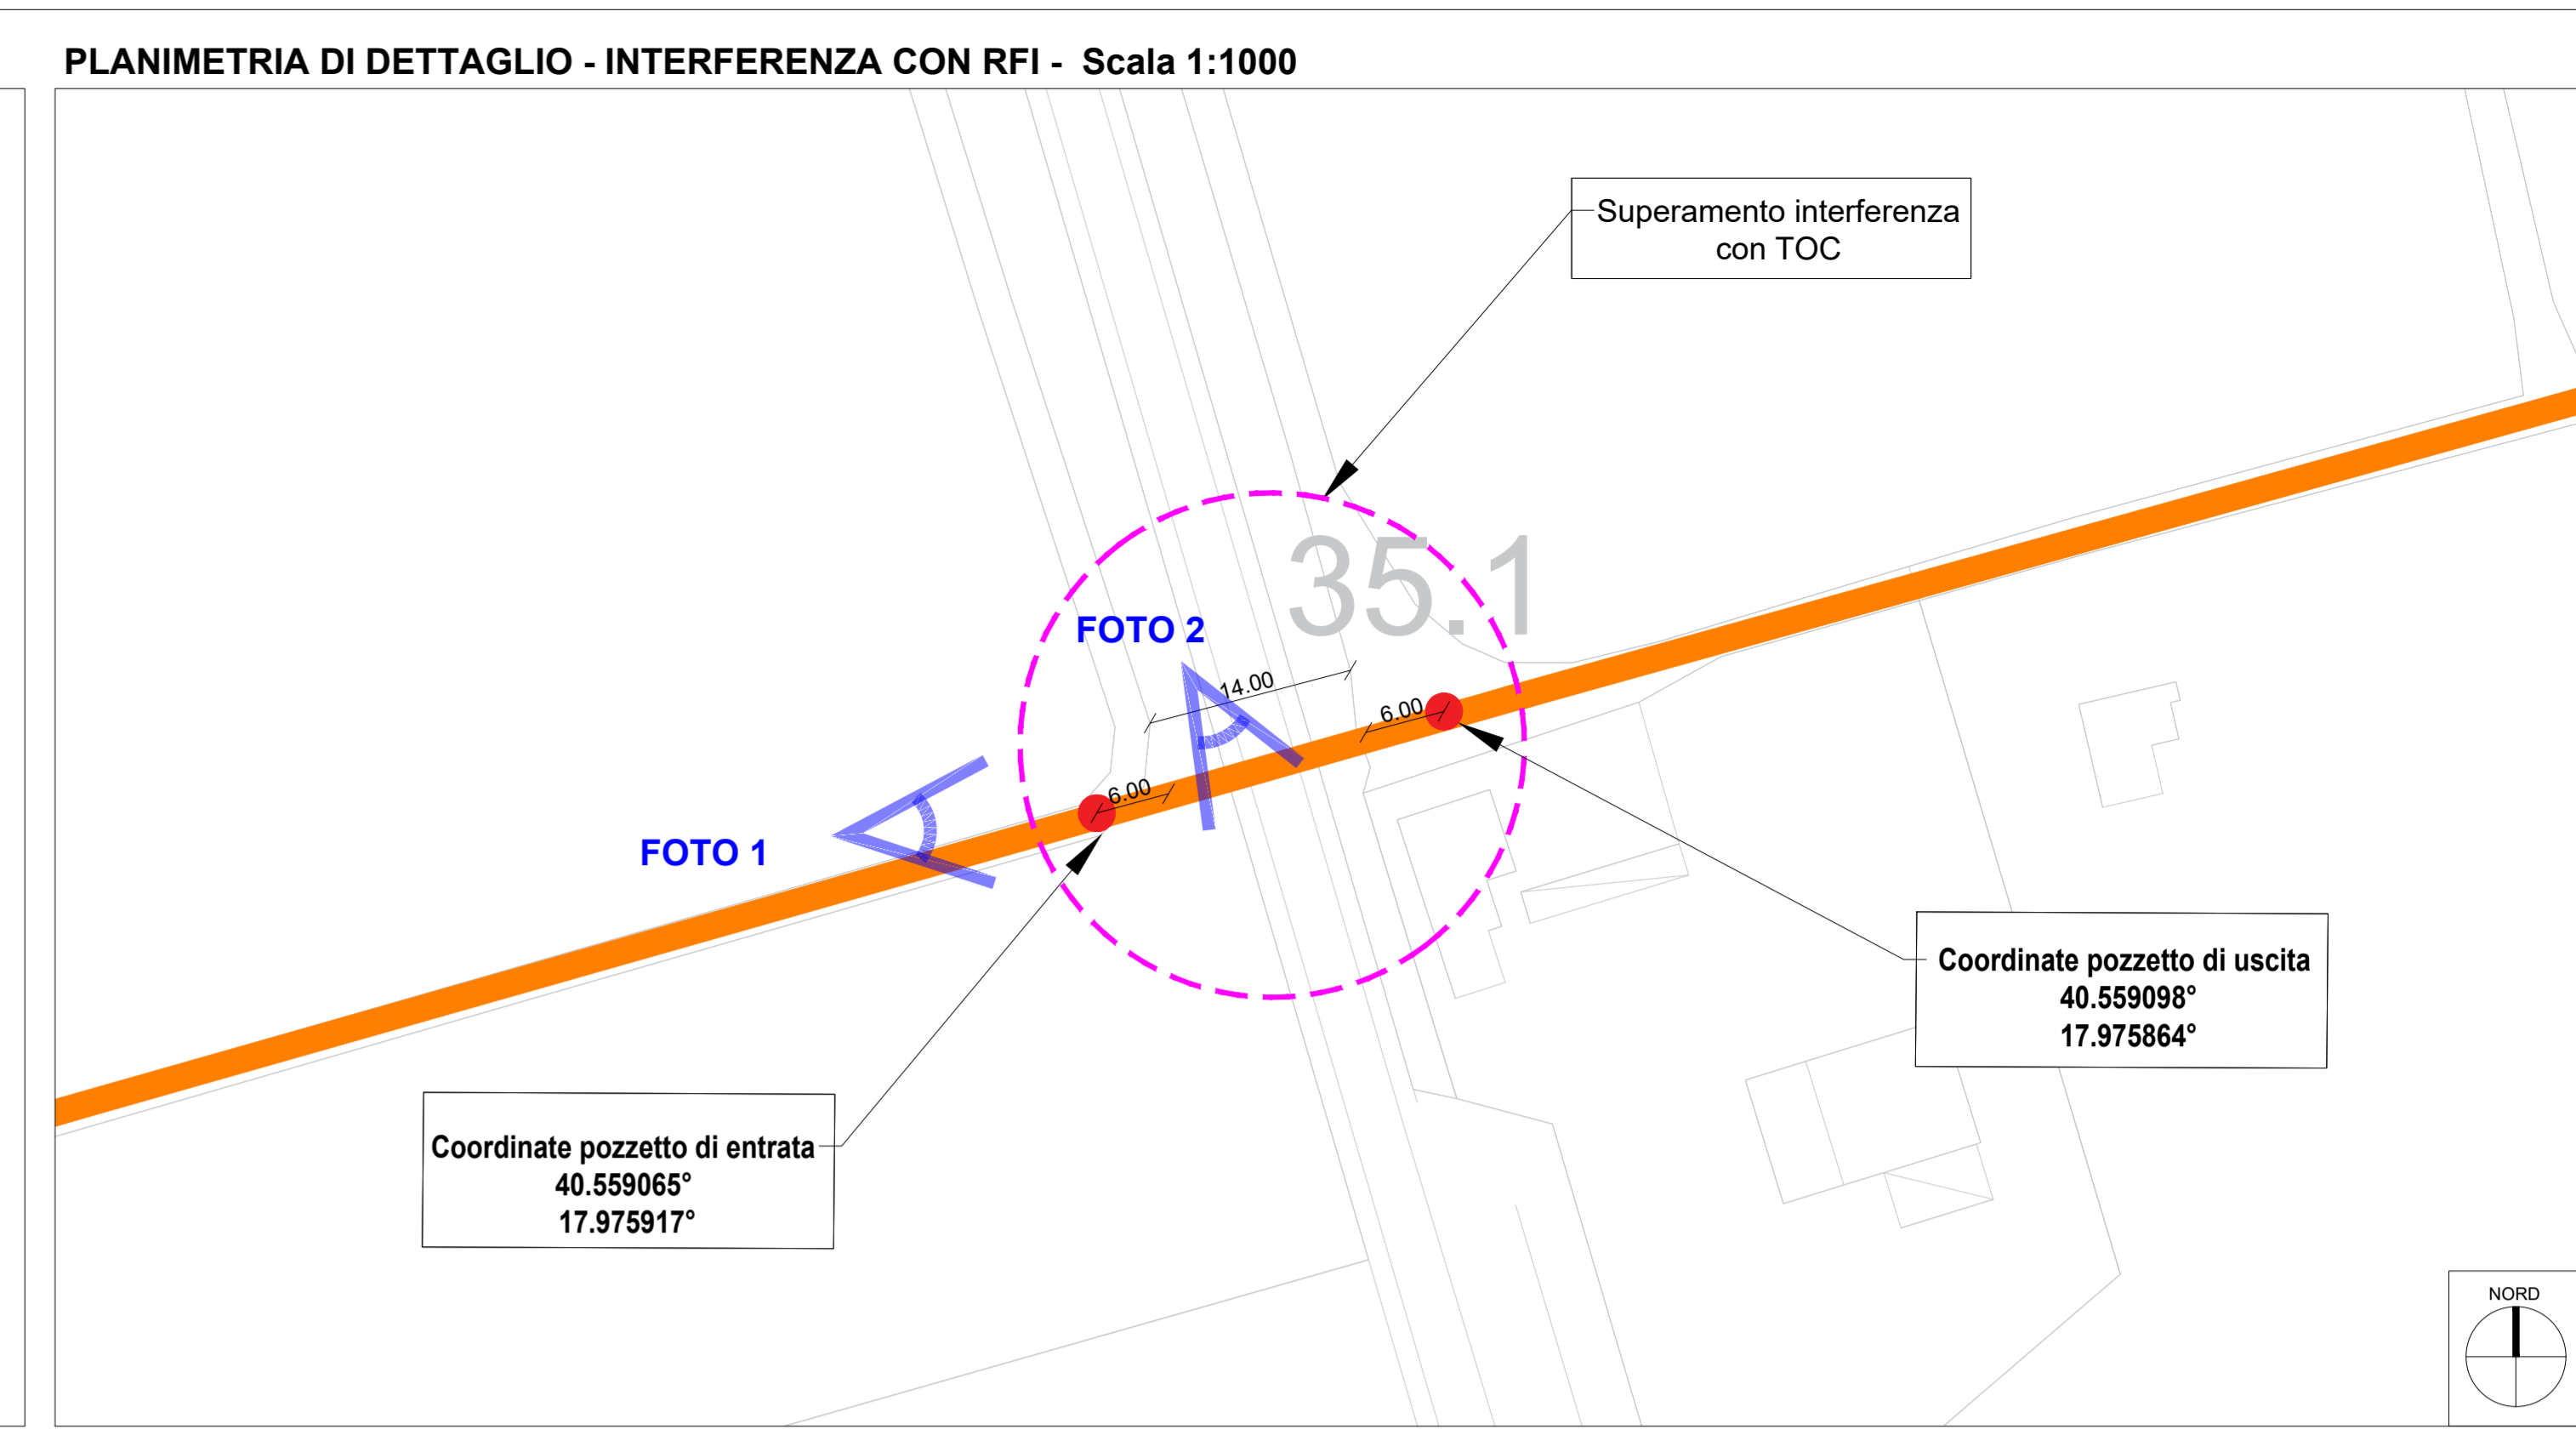 PLANIMETRIA DI DETTAGLIO - INTERFERENZA CON RFI - Scala 1:1000
Superamento interferenza
con TOC
35.1
FOTO 2
14.00
6.00
6.00
FOTO 1
Coordinate pozzetto di uscita
40.559098°
17.975864°
Coordinate pozzetto di entrata
40.559065°
17.975917°
NORD